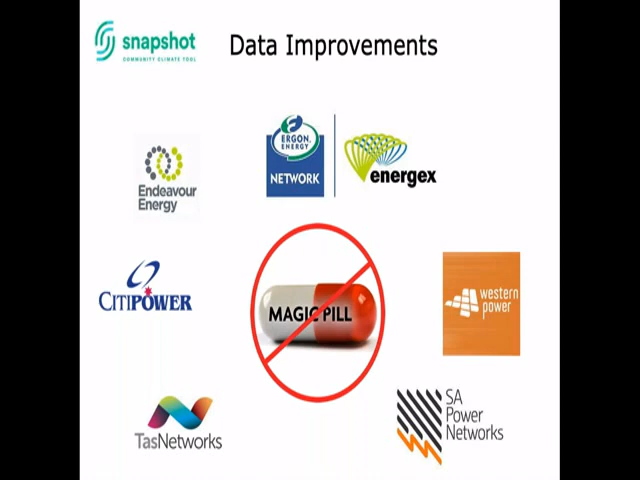 snapshot
COMMUNITY CLIMATE TOOL
Data Improvements
Endeavour
Energy
ERGON
ENERGY
NETWORK
energex
CITIPOWER
MAGIC PILL
western
power
TasNetworks
SA
Power
Networks